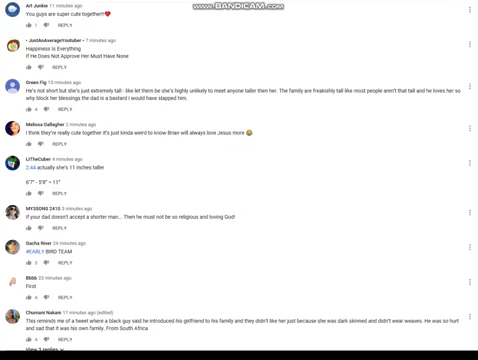 www.BANDICAM.com
Art Junkie 11 minutes ago
You guys are super cute together!!❤
1 REPLY
• JustAnAverageYoutuber • 7 minutes ago
Happiness Is Everything
If He Does Not Approve Her Must Have None
REPLY
Green Fig 13 minutes ago
He's not short but she's just extremely tall - like let them be she's highly unlikely to meet anyone taller then her. The family are freakishly tall like most people aren't that tall and he loves her so
why block her blessings the dad is a bastard I would have slapped him.
4 REPLY
Melissa Gallagher 2 minutes ago
I think they're really cute together it's just kinda weird to know Brian will always love Jesus more 😂
REPLY
IJTheCuber 4 minutes ago
2:44 actually she's 11 inches taller
6'7" - 5'8" = 11"
REPLY
MY3SONS 2410 3 minutes ago
If your dad doesn't accept a shorter man... Then he must not be so religious and loving God!
REPLY
Gacha River 24 minutes ago
#EARLY BIRD TEAM
3 REPLY
Bbbb 25 minutes ago
First
4 REPLY
Chumani Nakani 17 minutes ago (edited)
This reminds me of a tweet where a black guy said he introduced his girlfriend to his family and they didn't like her just because she was dark skinned and didn't wear weaves. He was so hurt
and sad that it was his own family. From South Africa
4 REPLY
View 3 replies